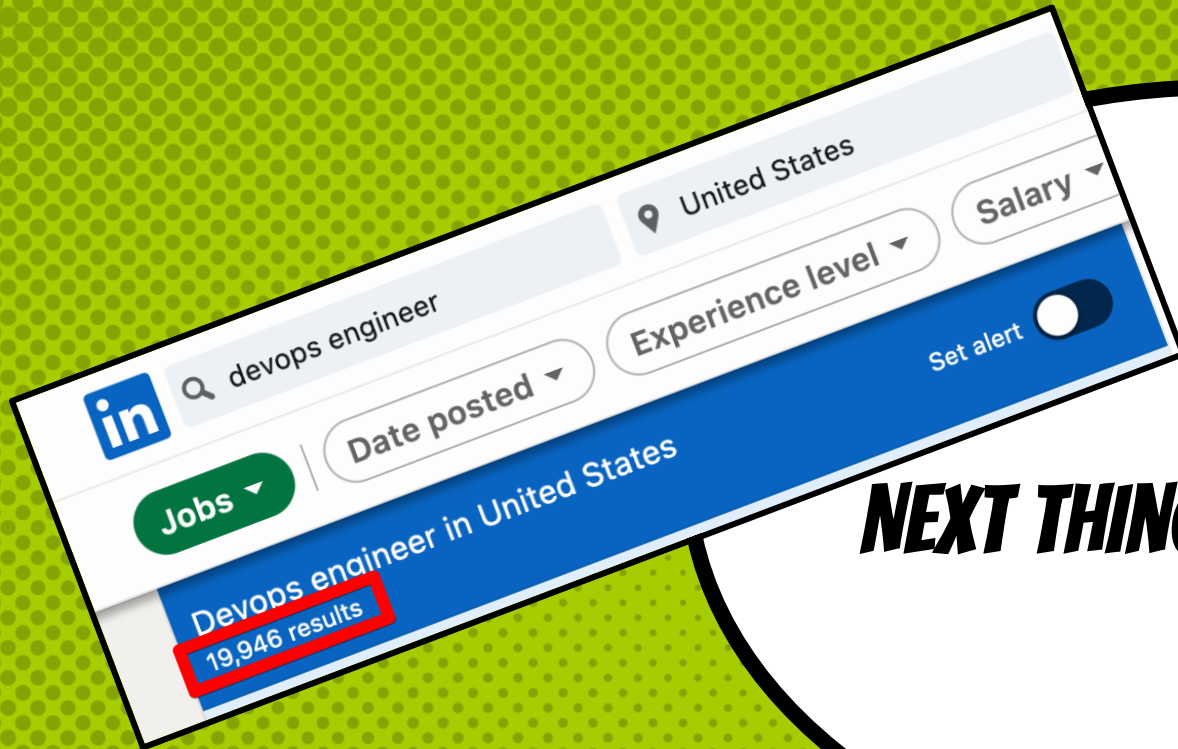 in
devops engineer
United States
Jobs
Date posted
Experience level
Salary
Devops engineer in United States
Set alert
19,946 results
NEXT THING